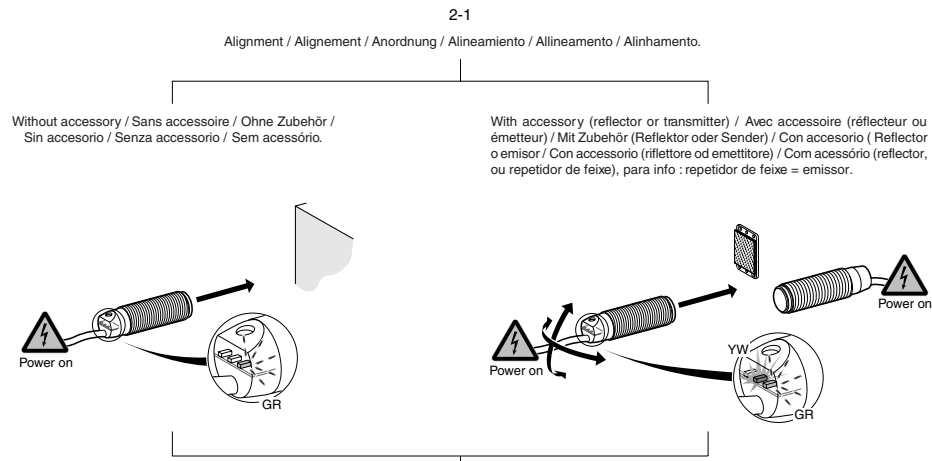 2-1
Alignment / Alignement / Anordnung / Alineamiento / Allineamento / Alinhamento.
Without accessory / Sans accessoire / Ohne Zubehör /
Sin accesorio / Senza accessorio / Sem acessório.
With accessory (reflector or transmitter) / Avec accessoire (réflecteur ou
émetteur) / Mit Zubehör (Reflektor oder Sender) / Con accesorio ( Reflector
o emisor / Con accessorio (riflettore od emettitore) / Com acessório (reflector,
ou repetidor de feixe), para info : repetidor de feixe = emissor.
Power on
GR
Power on
YW
GR
Power on